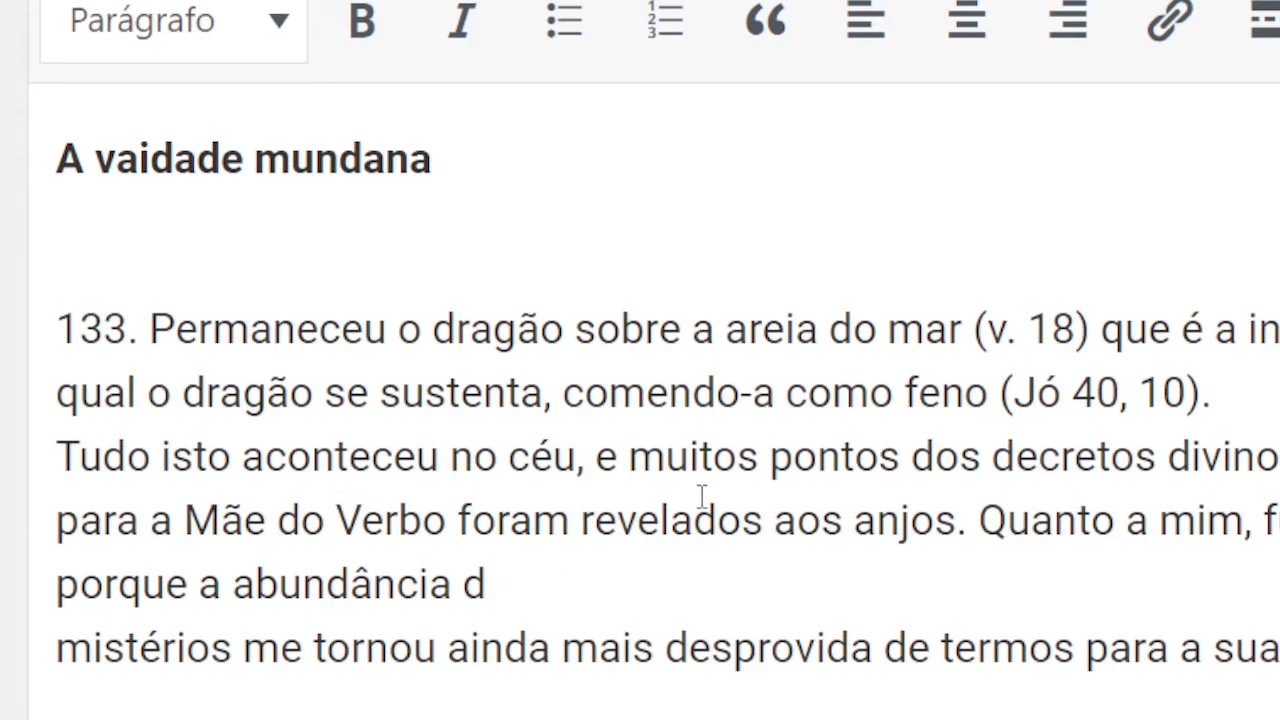 Parágrafo
A vaidade mundana
133. Permaneceu o dragão sobre a areia do mar (v. 18) que é a in
qual o dragão se sustenta, comendo-a como feno (Jó 40, 10).
Tudo isto aconteceu no céu, e muitos pontos dos decretos divino
para a Mãe do Verbo foram revelados aos anjos. Quanto a mim, f
porque a abundância d
mistérios me tornou ainda mais desprovida de termos para a sua